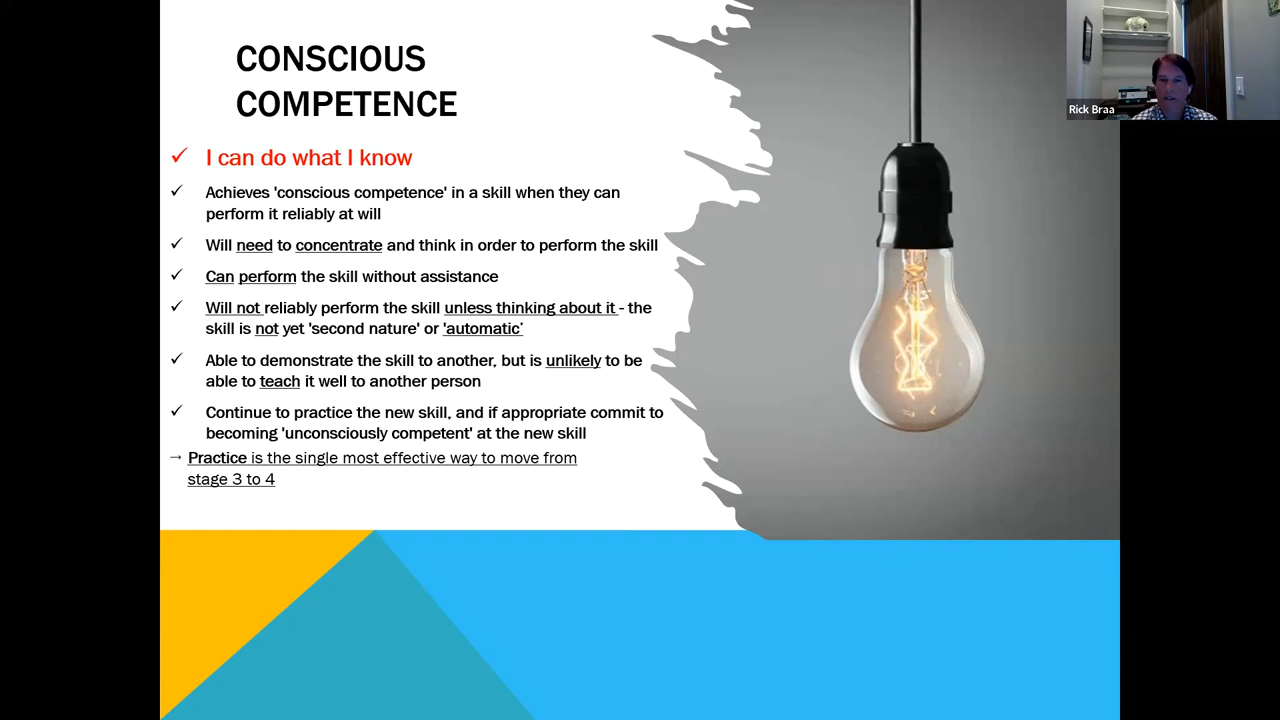 CONSCIOUS
COMPETENCE
✓ I can do what I know
✓ Achieves 'conscious competence' in a skill when they can
perform it reliably at will
✓ Will need to concentrate and think in order to perform the skill
✓ Can perform the skill without assistance
✓ Will not reliably perform the skill unless thinking about it - the
skill is not yet 'second nature' or 'automatic’
✓ Able to demonstrate the skill to another, but is unlikely to be
able to teach it well to another person
✓ Continue to practice the new skill, and if appropriate commit to
becoming 'unconsciously competent' at the new skill
→ Practice is the single most effective way to move from
stage 3 to 4
Rick Braa